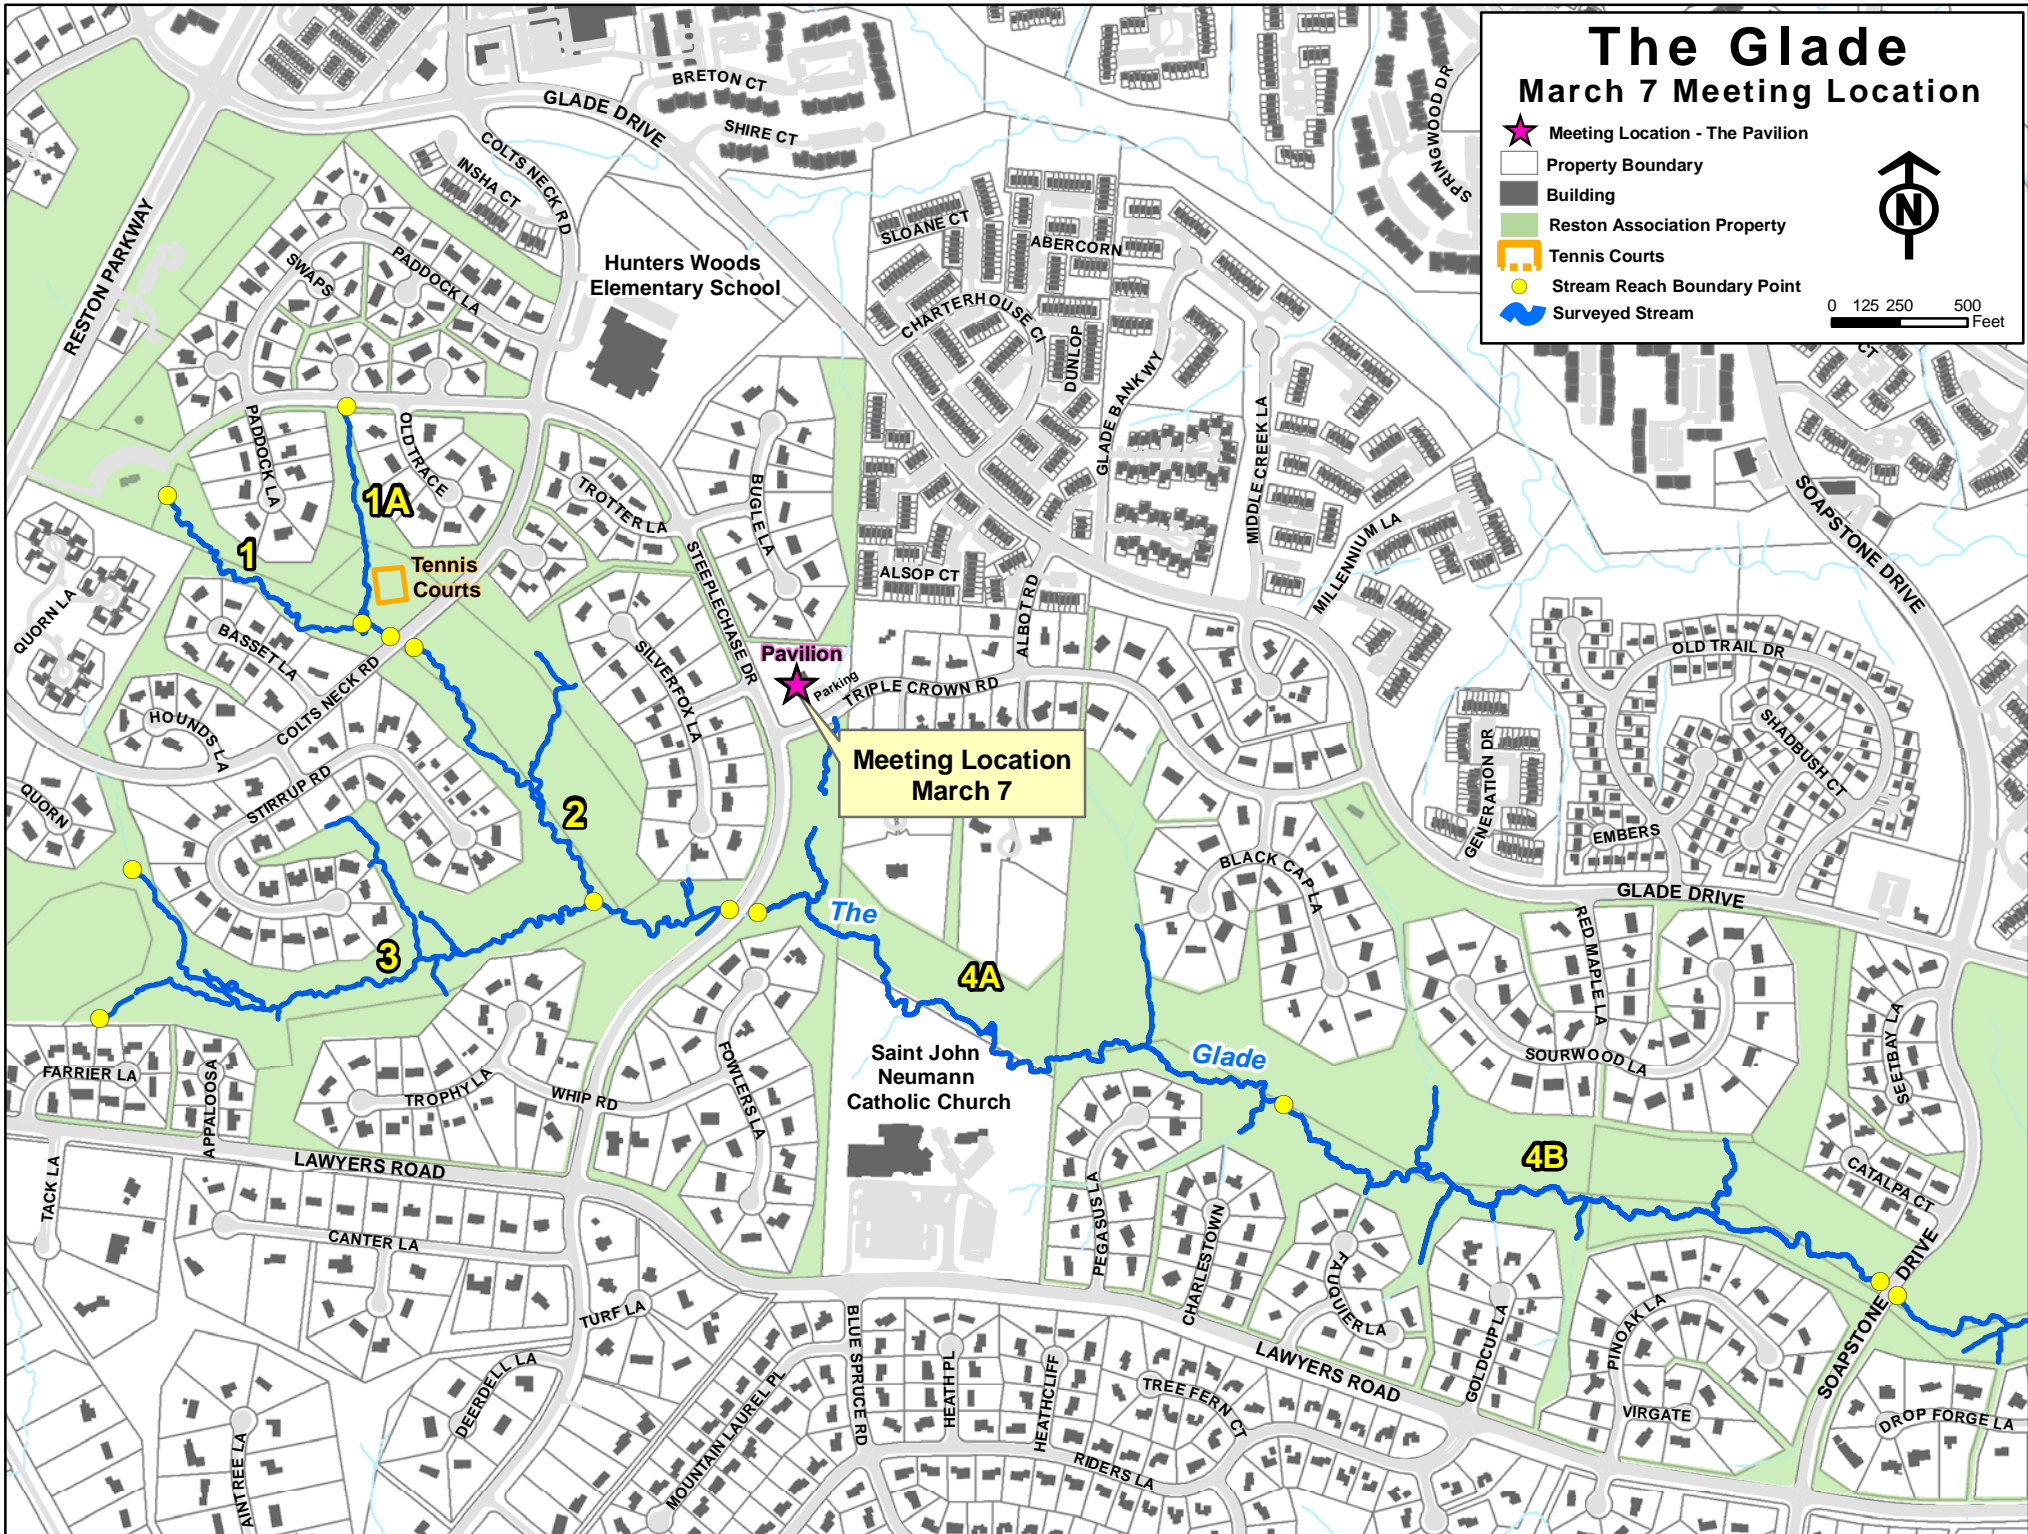 The Glade
March 7 Meeting Location
Meeting Location - The Pavilion
Property Boundary
Building
Reston Association Property
Tennis Courts
Stream Reach Boundary Point
Surveyed Stream
N
0 125 250 500
Feet
BRETON CT
GLADE DRIVE
SHIRE CT
COLTS NECK RD
INSHA CT
SPRINGWOOD DR
RESTON PARKWAY
SWAPS
PADDOCK LA
Hunters Woods
Elementary School
SLOANE CT
ABERCORN
CHARTERHOUSE CI
DUNLOP
GLADE BANK WY
MIDDLE CREEK LA
CT
PADDOCK LA
OLD TRACE
1A
1
Tennis
Courts
TROTTER LA
BUGLE LA
STEEPLECHASE DR
ALSOP CT
ALBOT RD
MILLENNIUM LA
SOAPSTONE DRIVE
QUORN LA
BASSET LA
SILVERFOX LA
Pavilion
Parking
TRIPLE CROWN RD
OLD TRAIL DR
HOUNDS LA
COLTS NECK RD
SHADBUSH CT
Meeting Location
March 7
GENERATION DR
QUORN
STIRRUP RD
2
EMBERS
BLACK CAP LA
GLADE DRIVE
The
RED MAPLE LA
3
4A
SWEETBAY LA
Saint John
Neumann
Catholic Church
Glade
SOURWOOD LA
FARRIER LA
APPALOOSA
TROPHY LA
WHIP RD
FOWLERS LA
4B
LAWYERS ROAD
TACK LA
CATALPA CT
CANTER LA
PEGASUS LA
CHARLESTOWN
FAUQUIER LA
GOLDCUP LA
PINOAK LA
SOAPSTONE DRIVE
TURF LA
BLUE SPRUCE RD
LAWYERS ROAD
DEERDELL LA
MOUNTAIN LAUREL PL
HEATH PL
HEATHCLIFF
TREE FERN CT
VIRGATE
DROP FORGE LA
AINTREE LA
RIDERS LA